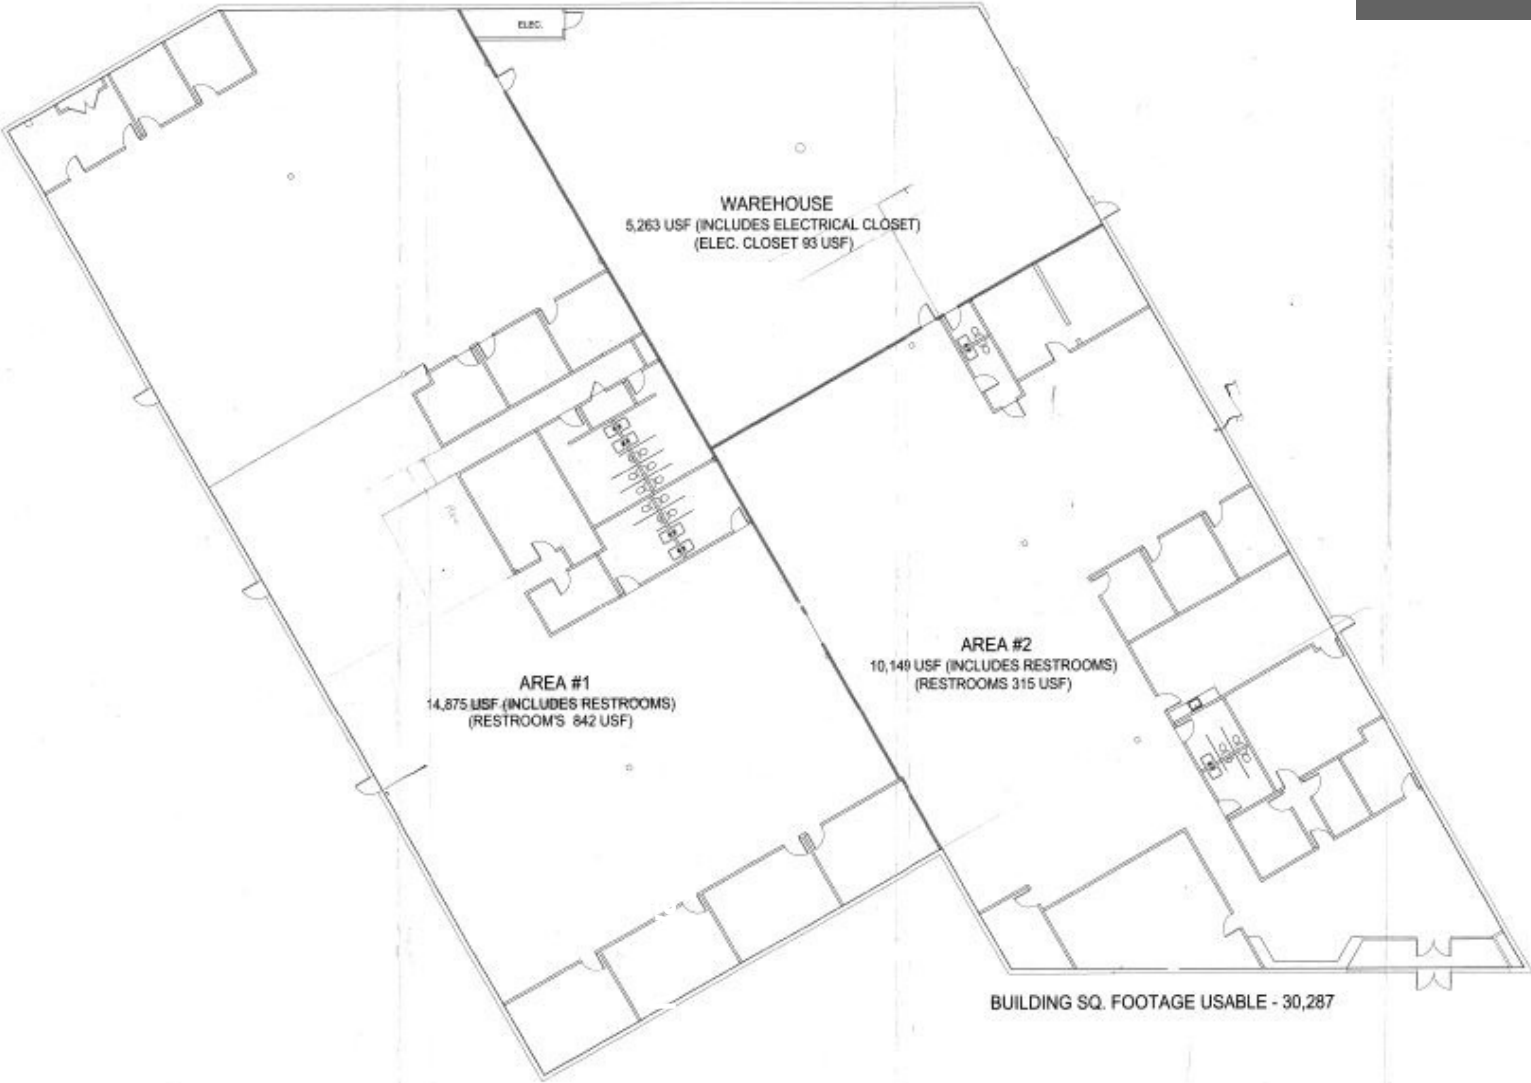 ELEC.
WAREHOUSE
5,263 USF (INCLUDES ELECTRICAL CLOSET)
(ELEC. CLOSET 93 USF)
AREA #2
10,149 USF (INCLUDES RESTROOMS)
(RESTROOMS 315 USF)
AREA #1
14,875 USF (INCLUDES RESTROOMS)
(RESTROOM'S 842 USF)
BUILDING SQ. FOOTAGE USABLE - 30,287